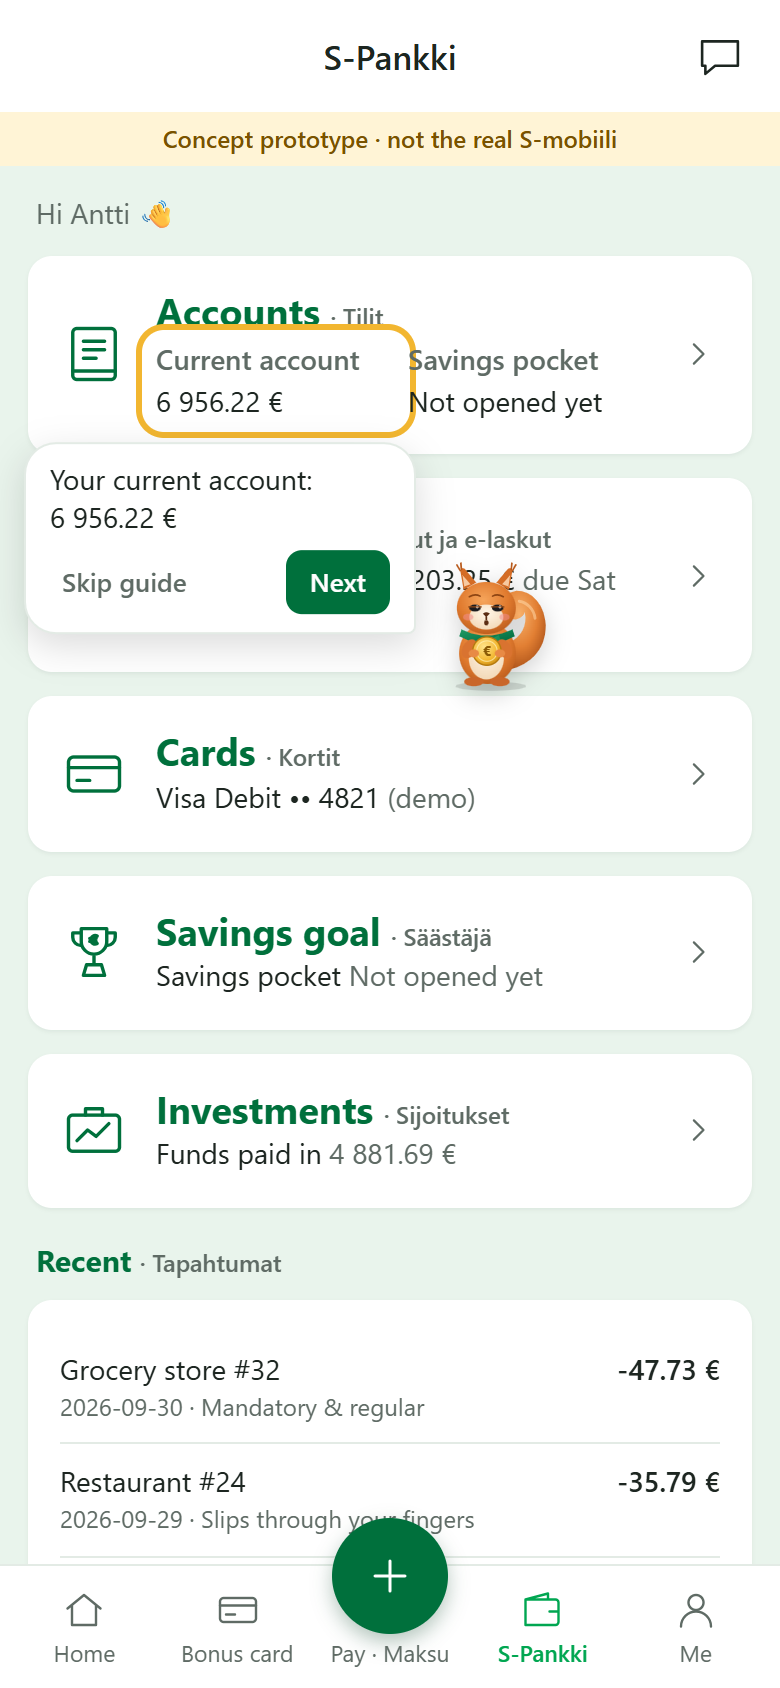 S-Pankki
Concept prototype · not the real S-mobiili
Hi Antti 👋
Accounts · Tilit
Current account
6 956.22 €
Savings pocket
Not opened yet
Your current account:
6 956.22 €
Skip guide
Next
ja e-laskut
due Sat
€
Cards · Kortit
Visa Debit •• 4821 (demo)
Savings goal · Säästäjä
Savings pocket Not opened yet
Investments · Sijoitukset
Funds paid in 4 881.69 €
Recent · Tapahtumat
Grocery store #32
-47.73 €
2026-09-30 · Mandatory & regular
Restaurant #24
-35.79 €
2026-09-29 · Slips through your fingers
Home
Bonus card
Pay · Maksu
S-Pankki
Me